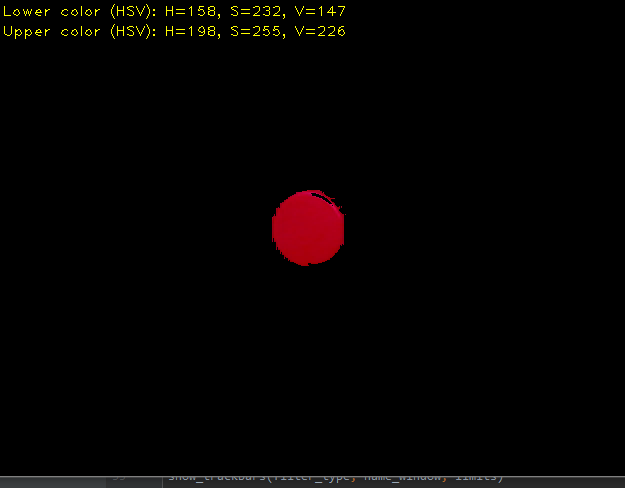 Lower color (HSV): H=158, S=232, V=147
Upper color (HSV): H=198, S=255, V=226
show_trackbars(filter_type, name_window, limits)